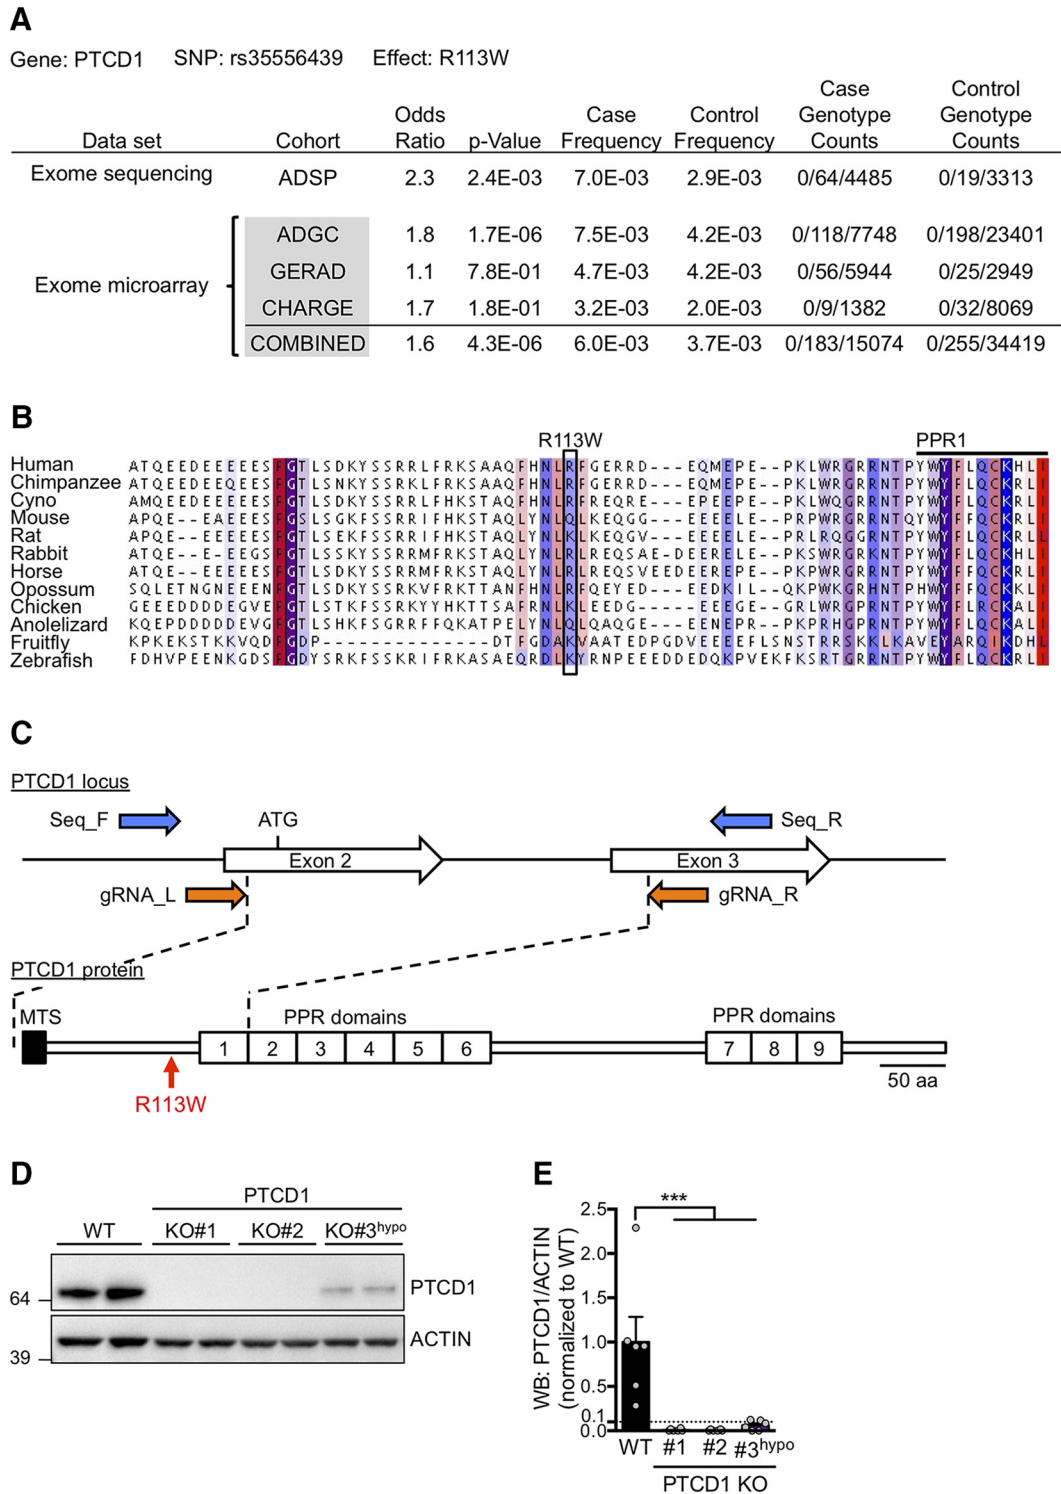 A
Gene: PTCD1 SNP: rs35556439 Effect: R113W
Data set Cohort Odds Ratio p-Value Case Frequency Control Frequency Case Genotype Counts Control Genotype Counts
Exome sequencing ADSP 2.3 2.4E-03 7.0E-03 2.9E-03 0/64/4485 0/19/3313
Exome microarray
ADGC 1.8 1.7E-06 7.5E-03 4.2E-03 0/118/7748 0/198/23401
GERAD 1.1 7.8E-01 4.7E-03 4.2E-03 0/56/5944 0/25/2949
CHARGE 1.7 1.8E-01 3.2E-03 2.0E-03 0/9/1382 0/32/8069
COMBINED 1.6 4.3E-06 6.0E-03 3.7E-03 0/183/15074 0/255/34419
B
R113W PPR1
Human ATQEEDEEEEESFGTLSDKYSSRRLFRKSAAQFHNLRFGERRD---EQMEPE--PKLWRGRRNTPYWYFLQCKHLI
Chimpanzee ATQEEDEEQEESFGTLSNKYSSRRLFRKSAAQFHNLRFGERRD---EQMEPE--PKLWRGRRNTPYWYFLQCKRLI
Cyno
Mouse
Rat
Rabbit
Horse
Opossum
Chicken
Anolelizard
Fruitfly
Zebrafish
C
PTCD1 locus
Seq_F ATG Seq_R
Exon 2 Exon 3
gRNA_L gRNA_R
PTCD1 protein
MTS PPR domains PPR domains
1 2 3 4 5 6 7 8 9
50 aa
R113W
D
PTCD1
WT KO#1 KO#2 KO#3hypo
PTCD1
64
ACTIN
39
E
***
WB: PTCD1/ACTIN
(normalized to WT)
2.5
2.0
1.5
1.0
0.5
0.1
0.0
WT #1 #2 #3hypo
PTCD1 KO